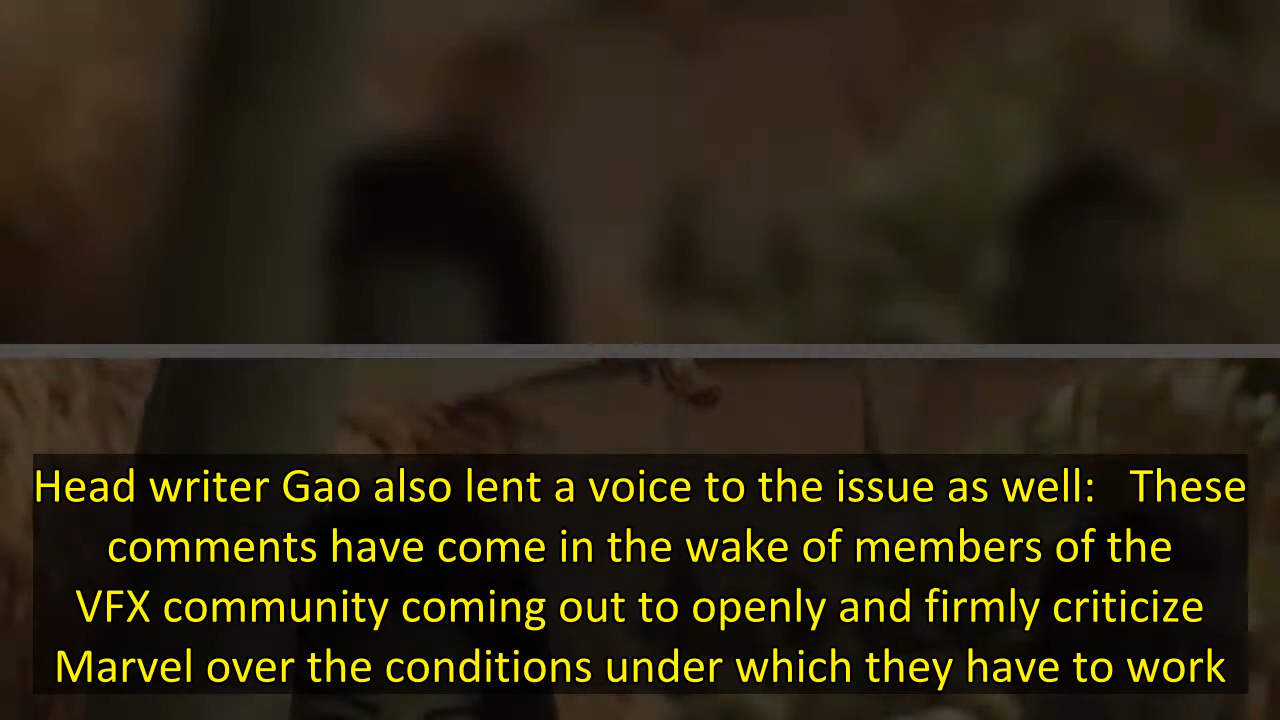 Head writer Gao also lent a voice to the issue as well:   These
comments have come in the wake of members of the
VFX community coming out to openly and firmly criticize
Marvel over the conditions under which they have to work